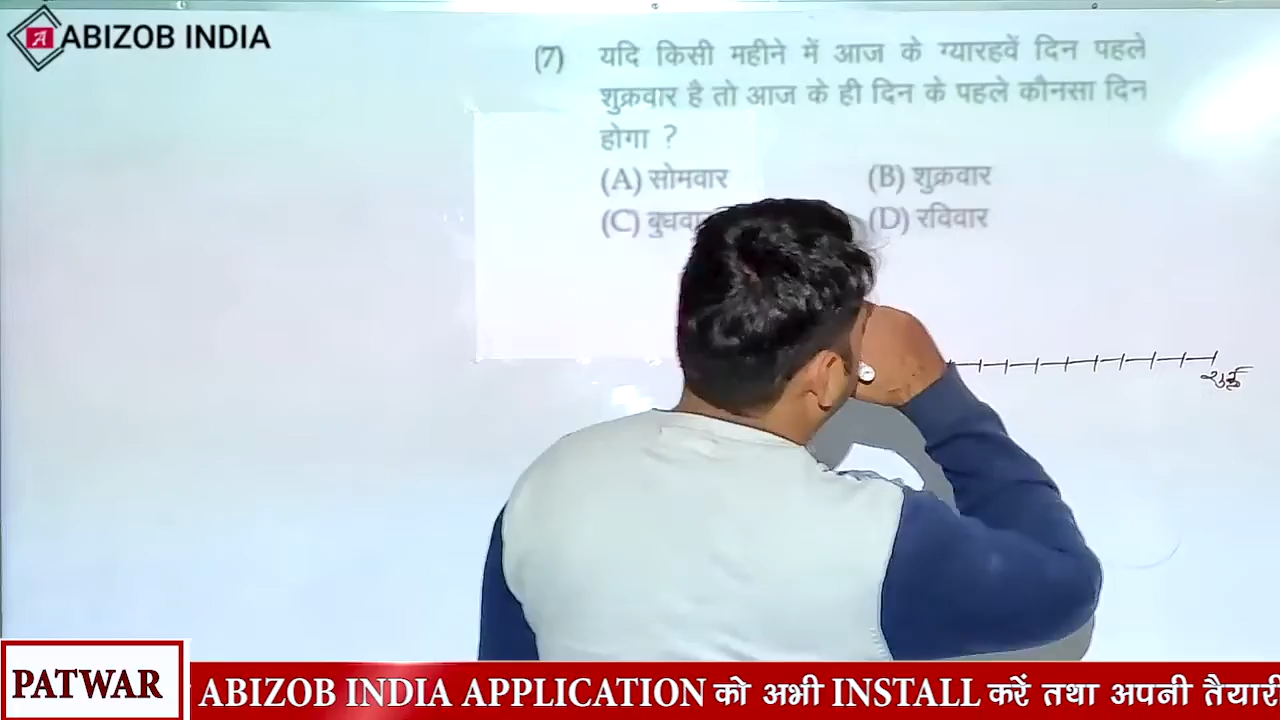 ABIZOB INDIA
(7) यदि किसी महीने में आज के ग्यारहवें दिन पहले
शुक्रवार है तो आज के ही दिन के पहले कौनसा दिन
होगा ?
(A) सोमवार (B) शुक्रवार
(C) (D) रविवार
PATWAR
ABIZOB INDIA APPLICATION को अभी INSTALL करें तथा अपनी तैयारी